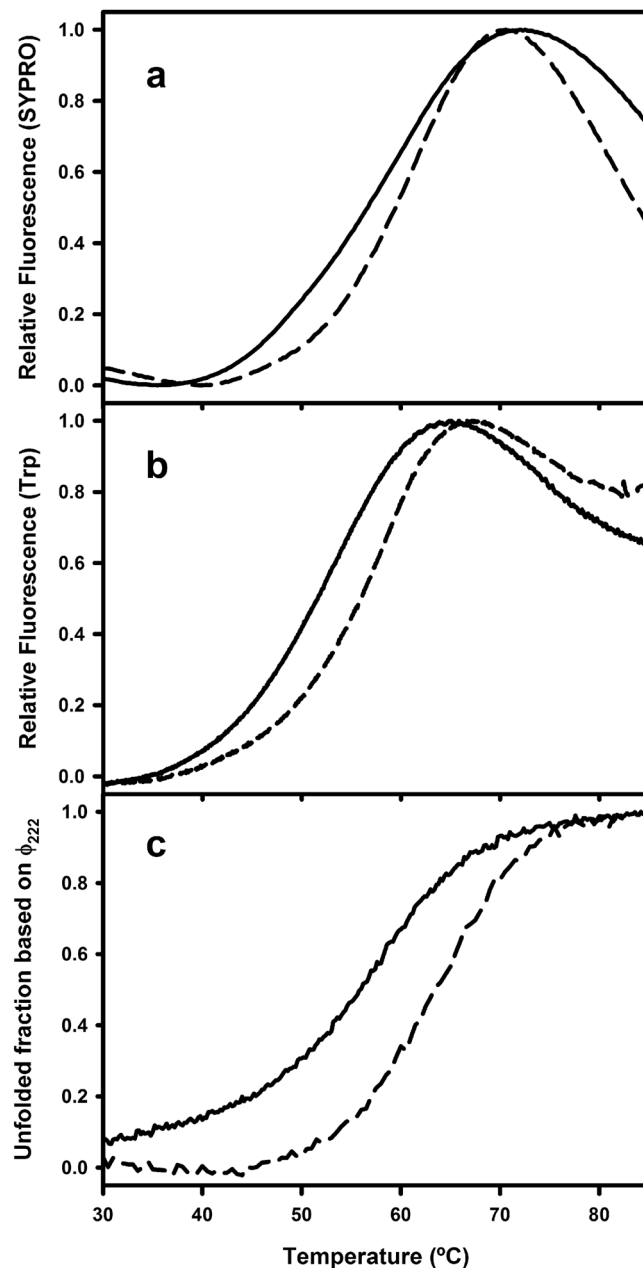 Relative Fluorescence (SYPRO)
1.0
0.8
0.6
0.4
0.2
0.0
a
Relative Fluorescence (Trp)
1.0
0.8
0.6
0.4
0.2
0.0
b
Unfolded fraction based on ϕ222
1.0
0.8
0.6
0.4
0.2
0.0
c
30 40 50 60 70 80
Temperature (ºC)